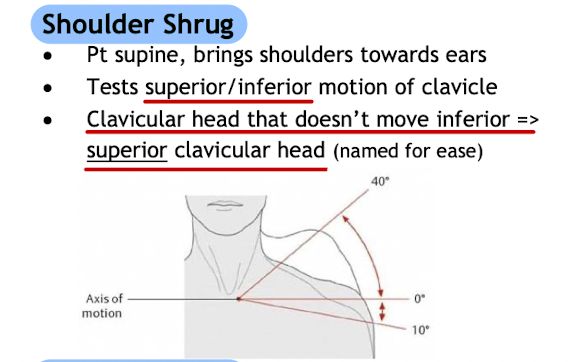 Shoulder Shrug
• Pt supine, brings shoulders towards ears
• Tests superior/inferior motion of clavicle
• Clavicular head that doesn't move inferior =>
superior clavicular head (named for ease)
40°
Axis of
motion
0°
10°